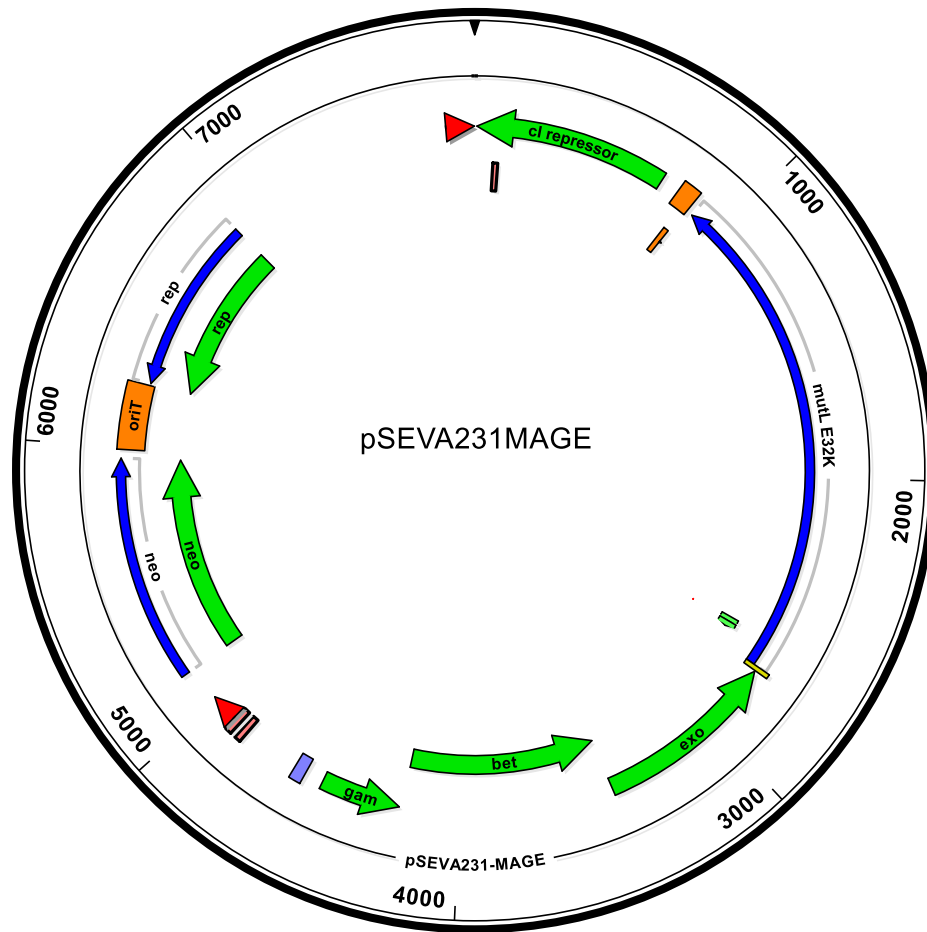 7000
cI repressor
1000
rep
rep
mutL E32K
oriT
6000
pSEVA231MAGE
2000
neo
neo
5000
exo
bet
gam
3000
pSEVA231-MAGE
4000